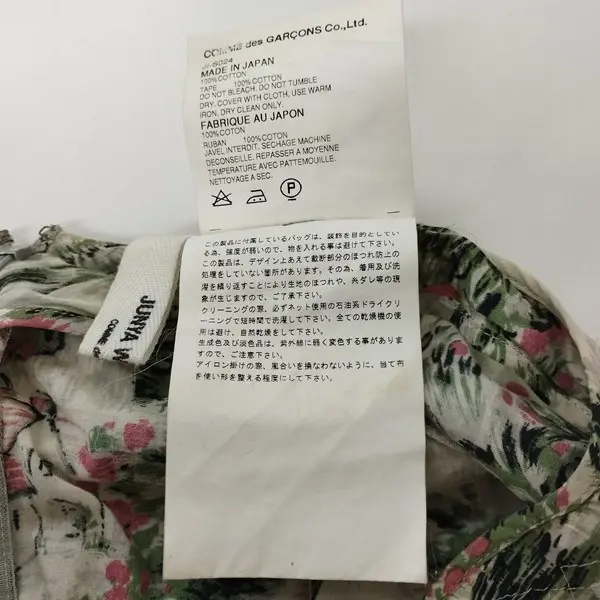 COMME des GARÇONS Co.,Ltd.
JI-S024
MADE IN JAPAN
100%COTTON
TAPE 100%COTTON
DO NOT BLEACH. DO NOT TUMBLE
DRY. COVER WITH CLOTH, USE WARM
IRON. DRY CLEAN ONLY.
FABRIQUE AU JAPON
100%COTON
RUBAN 100%COTON
JAVEL INTERDIT. SECHAGE MACHINE
DECONSEILLE. REPASSER A MOYENNE
TEMPERATURE AVEC PATTEMOUILLE.
NETTOYAGE A SEC.
P
この製品に付属しているバッグは、装飾を目的としてい
る為、強度が弱いので、物を入れる事は避けて下さい。
この製品は、デザイン上あえて裁断部分のほつれ防止の
処理をしていない箇所があります。その為、着用及び洗
濯を繰り返すことにより生地のほつれや、糸ダレ等の現
象が生じますので、ご了承下さい。
クリーニングの際、必ずネット使用の石油系ドライクリ
ーニングで短時間で洗濯して下さい。全ての乾燥機の使
用は避け、自然乾燥をして下さい。
生成色及び淡色品は、紫外線に弱く変色する事があります
ので、ご注意下さい。
アイロン掛けの際、風合いを損なわないように、当て布
を使い形を整える程度にして下さい。
JUNYA W
COMME d